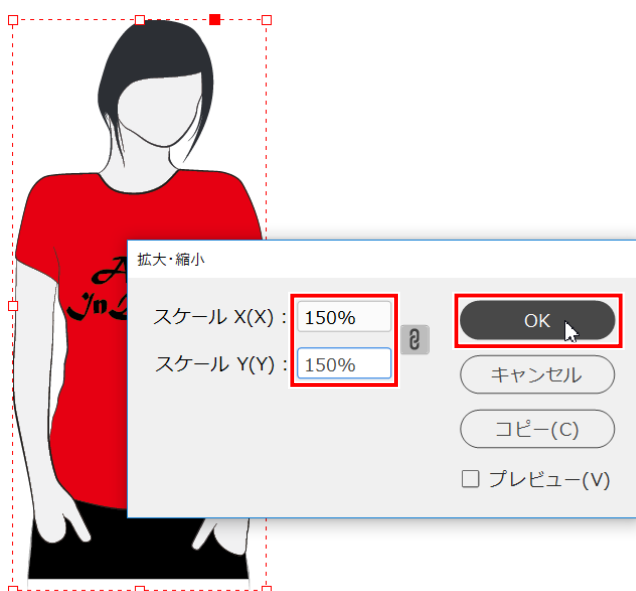 拡大・縮小
スケール X(X) : 150%
スケール Y(Y) : 150%
OK
キャンセル
コピー(C)
プレビュー(V)